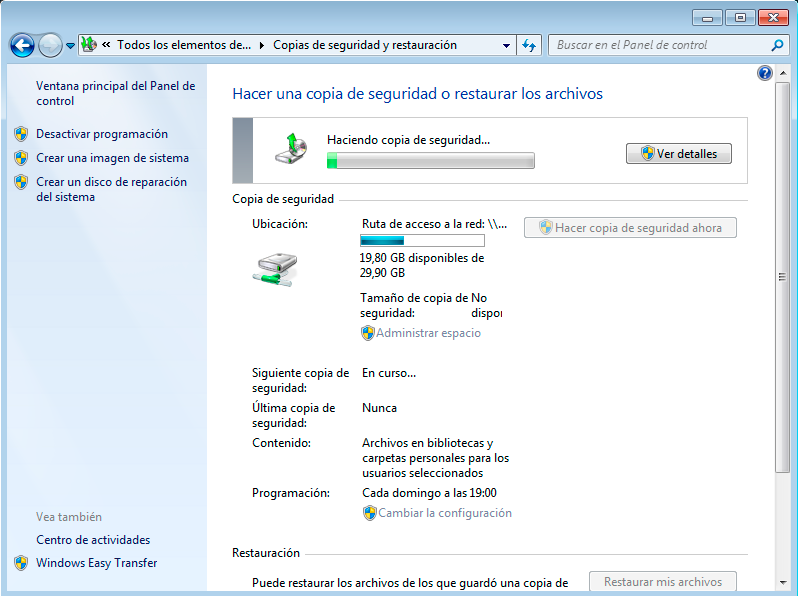 « Todos los elementos de... ▸ Copias de seguridad y restauración
Buscar en el Panel de control
Ventana principal del Panel de
control
Desactivar programación
Crear una imagen de sistema
Crear un disco de reparación
del sistema
Vea también
Centro de actividades
Windows Easy Transfer
Hacer una copia de seguridad o restaurar los archivos
Haciendo copia de seguridad...
Ver detalles
Copia de seguridad
Ubicación:
Ruta de acceso a la red: \\...
Hacer copia de seguridad ahora
19,80 GB disponibles de
29,90 GB
Tamaño de copia de No
seguridad: dispon
Administrar espacio
Siguiente copia de En curso...
seguridad:
Última copia de Nunca
seguridad:
Contenido: Archivos en bibliotecas y
carpetas personales para los
usuarios seleccionados
Programación: Cada domingo a las 19:00
Cambiar la configuración
Restauración
Puede restaurar los archivos de los que guardó una copia de
Restaurar mis archivos